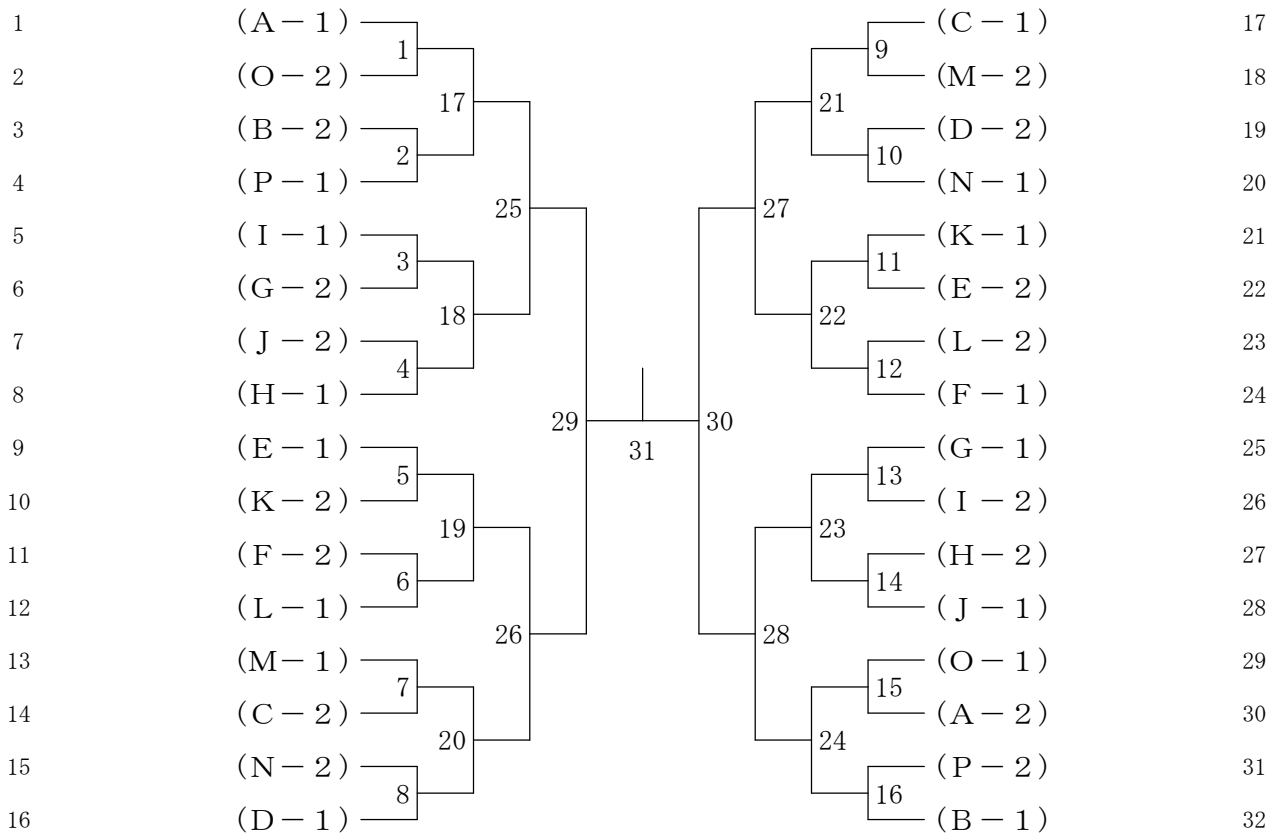 1 (A－1) (C－1) 17
1 9
2 (O－2) (M－2) 18
17 21
3 (B－2) (D－2) 19
2 10
4 (P－1) (N－1) 20
25 27
5 (I－1) (K－1) 21
3 11
6 (G－2) (E－2) 22
18 22
7 (J－2) (L－2) 23
4 12
8 (H－1) (F－1) 24
29 30
9 (E－1) 31 (G－1) 25
5 13
10 (K－2) (I－2) 26
19 23
11 (F－2) (H－2) 27
6 14
12 (L－1) (J－1) 28
26 28
13 (M－1) (O－1) 29
7 15
14 (C－2) (A－2) 30
20 24
15 (N－2) (P－2) 31
8 16
16 (D－1) (B－1) 32